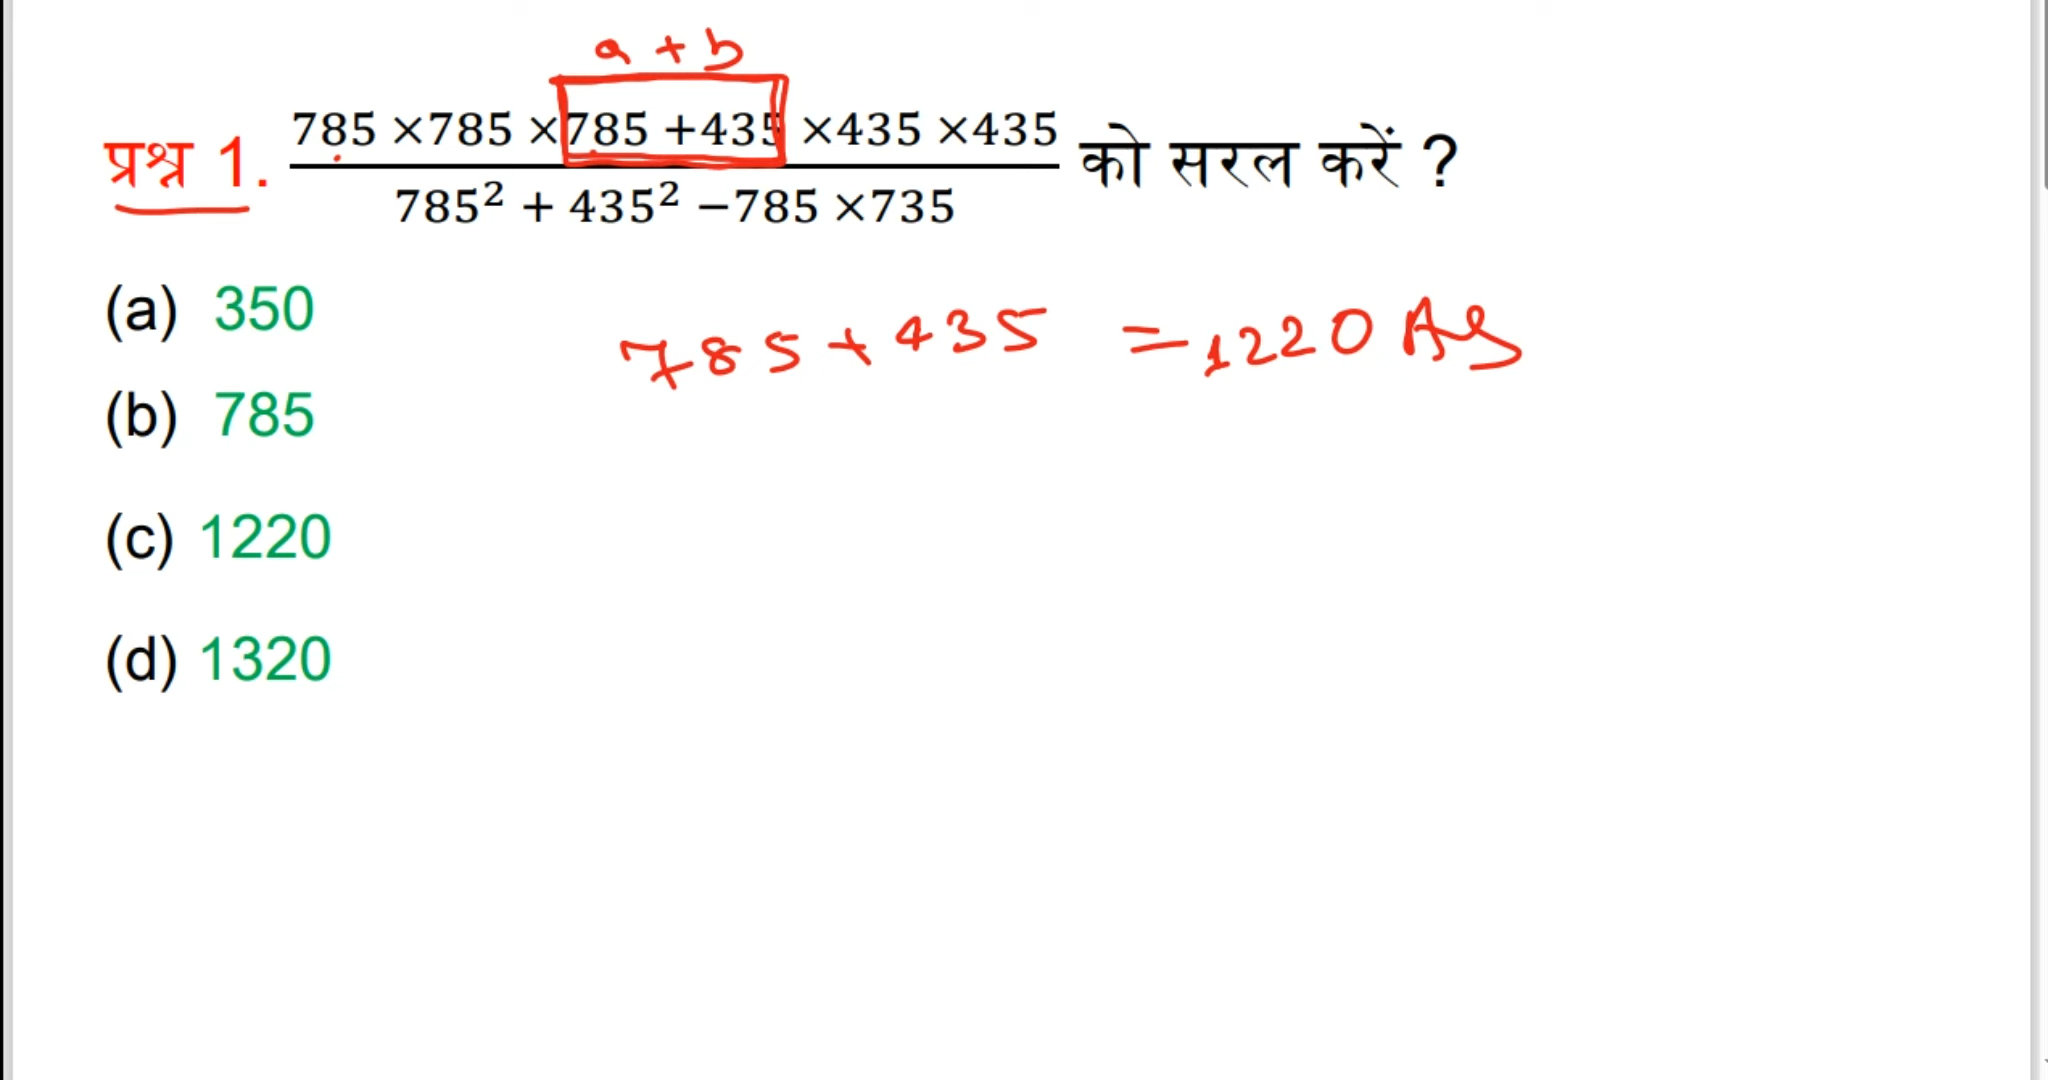 a + b
प्रश्न 1. 785 ×785 ×785 +435 ×435 ×435 को सरल करें ?
785² + 435² −785 ×735
(a) 350
785 + 435 = 1220 Ans
(b) 785
(c) 1220
(d) 1320